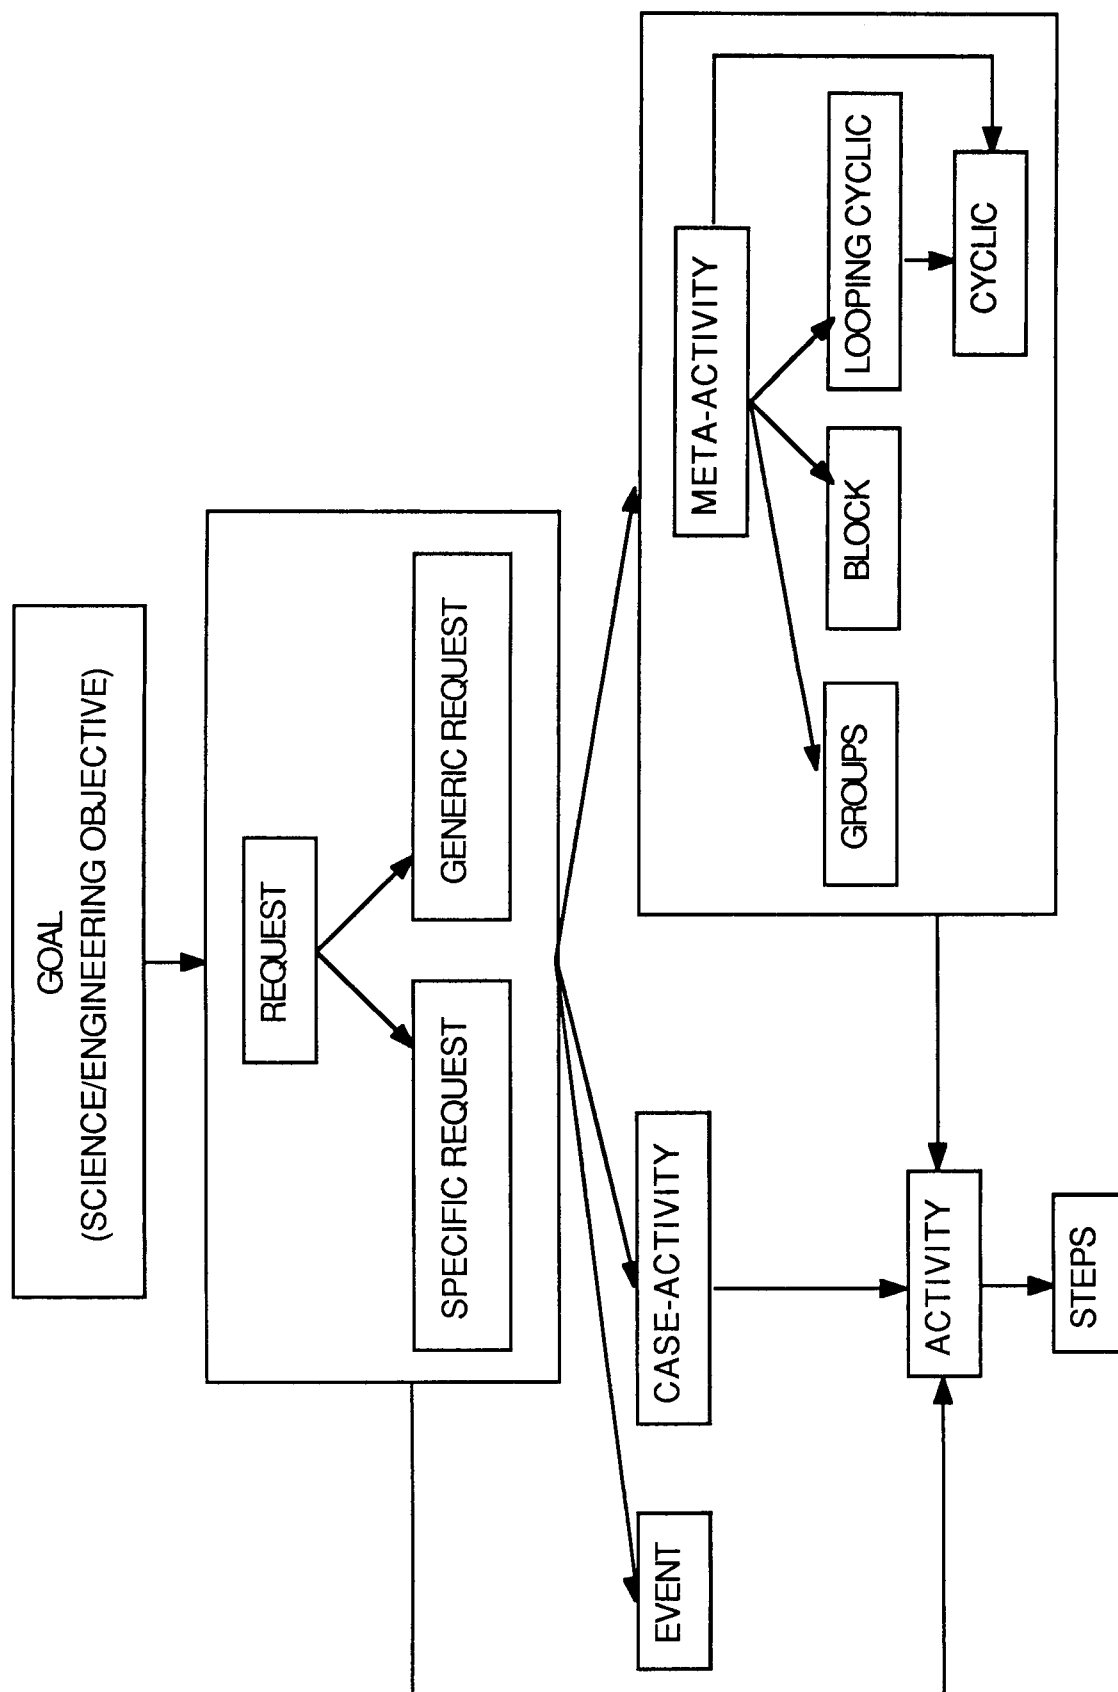 GOAL
(SCIENCE/ENGINEERING OBJECTIVE)
REQUEST
SPECIFIC REQUEST
GENERIC REQUEST
EVENT
CASE-ACTIVITY
META-ACTIVITY
GROUPS
BLOCK
LOOPING CYCLIC
ACTIVITY
CYCLIC
STEPS